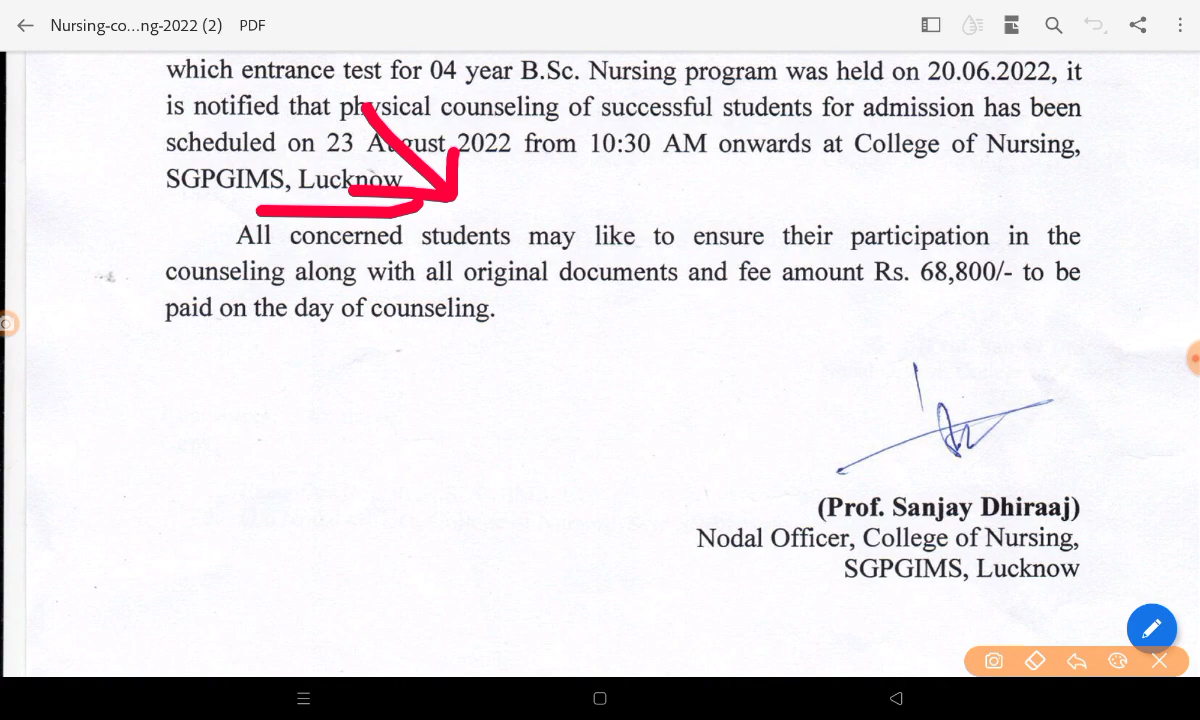 Nursing-co...ng-2022 (2) PDF
which entrance test for 04 year B.Sc. Nursing program was held on 20.06.2022, it
is notified that physical counseling of successful students for admission has been
scheduled on 23 August 2022 from 10:30 AM onwards at College of Nursing,
SGPGIMS, Lucknow
All concerned students may like to ensure their participation in the
counseling along with all original documents and fee amount Rs. 68,800/- to be
paid on the day of counseling.
(Prof. Sanjay Dhiraaj)
Nodal Officer, College of Nursing,
SGPGIMS, Lucknow